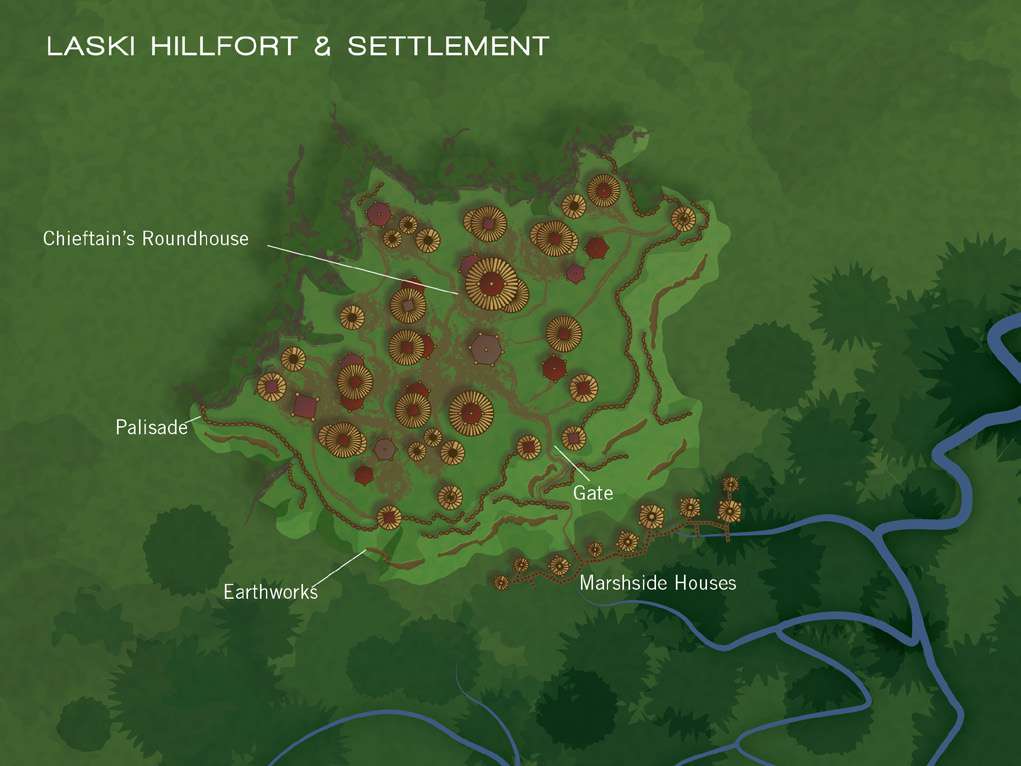 LASKI HILLFORT & SETTLEMENT
Chieftain's Roundhouse
Palisade
Gate
Earthworks
Marshside Houses